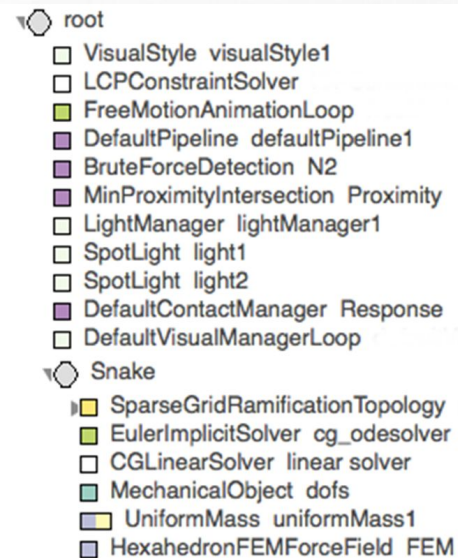 root
VisualStyle visualStyle1
LCPConstraintSolver
FreeMotionAnimationLoop
DefaultPipeline defaultPipeline1
BruteForceDetection N2
MinProximityIntersection Proximity
LightManager lightManager1
SpotLight light1
SpotLight light2
DefaultContactManager Response
DefaultVisualManagerLoop
Snake
SparseGridRamificationTopology
EulerImplicitSolver cg_odesolver
CGLinearSolver linear solver
MechanicalObject dofs
UniformMass uniformMass1
HexahedronFEMForceField FEM